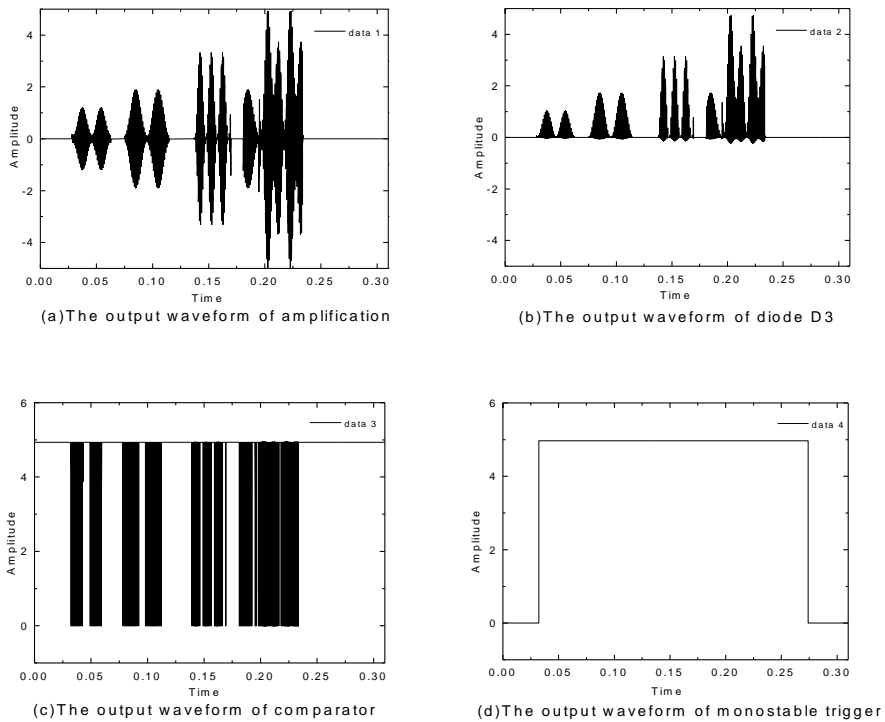 data 1
4
2
0
-2
-4
Amplitude
0.00 0.05 0.10 0.15 0.20 0.25 0.30
Time
(a)The output waveform of amplification
data 2
4
2
0
-2
-4
Amplitude
0.00 0.05 0.10 0.15 0.20 0.25 0.30
Time
(b)The output waveform of diode D3
data 3
6
4
2
0
Amplitude
0.00 0.05 0.10 0.15 0.20 0.25 0.30
Time
(c)The output waveform of comparator
data 4
6
4
2
0
Amplitude
0.00 0.05 0.10 0.15 0.20 0.25 0.30
Time
(d)The output waveform of monostable trigger